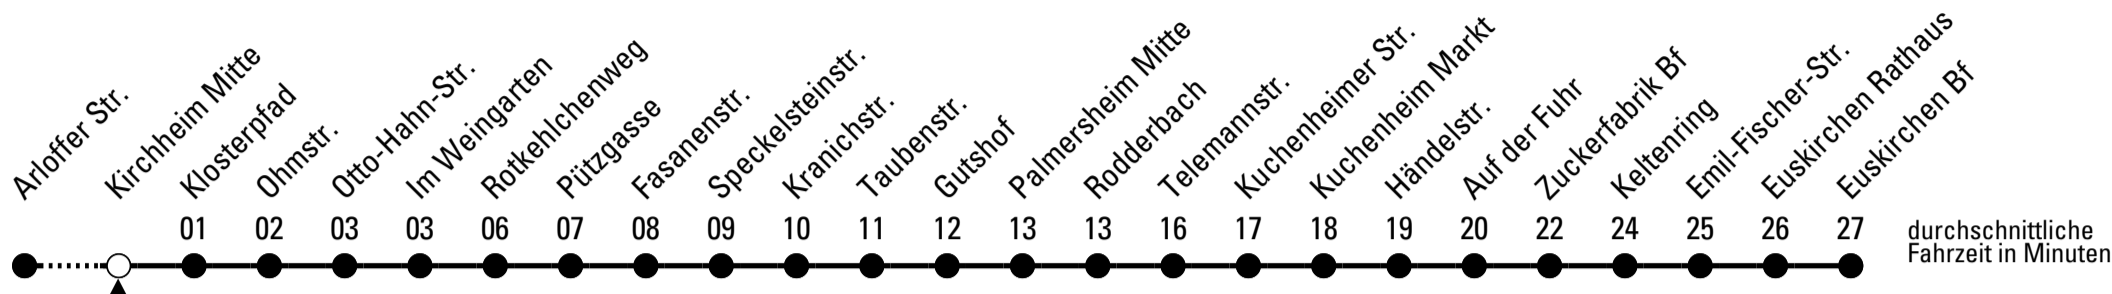 Arloffer Str.
Kirchheim Mitte
Klosterpfad
Ohmstr.
Otto-Hahn-Str.
Im Weingarten
Rotkehlchenweg
Pützgasse
Fasanenstr.
Speckelsteinstr.
Kranichstr.
Taubenstr.
Gutshof
Palmersheim Mitte
Rodderbach
Telemannstr.
Kuchenheimer Str.
Kuchenheim Markt
Händelstr.
Auf der Fuhr
Zuckerfabrik Bf
Keltenring
Emil-Fischer-Str.
Euskirchen Rathaus
Euskirchen Bf
01 02 03 03 06 07 08 09 10 11 12 13 13 16 17 18 19 20 22 24 25 26 27
durchschnittliche
Fahrzeit in Minuten